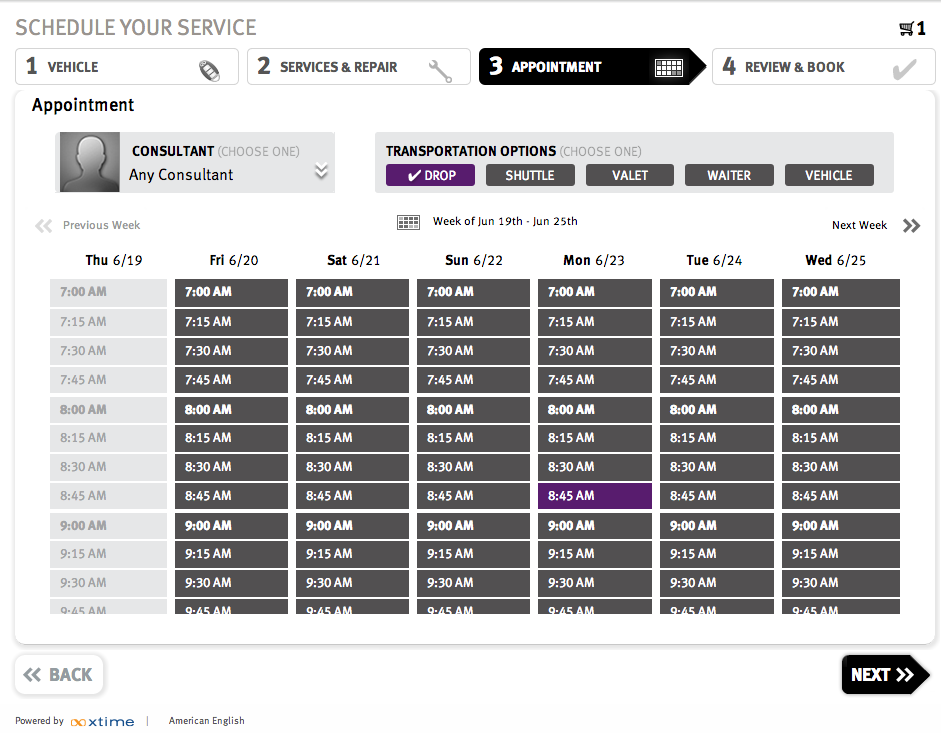 SCHEDULE YOUR SERVICE 1
1 VEHICLE 2 SERVICES & REPAIR 3 APPOINTMENT 4 REVIEW & BOOK
Appointment
CONSULTANT (CHOOSE ONE)
Any Consultant
TRANSPORTATION OPTIONS (CHOOSE ONE)
DROP SHUTTLE VALET WAITER VEHICLE
Previous Week Week of Jun 19th - Jun 25th Next Week
Thu 6/19 Fri 6/20 Sat 6/21 Sun 6/22 Mon 6/23 Tue 6/24 Wed 6/25
7:00 AM 7:00 AM 7:00 AM 7:00 AM 7:00 AM 7:00 AM 7:00 AM
7:15 AM 7:15 AM 7:15 AM 7:15 AM 7:15 AM 7:15 AM 7:15 AM
7:30 AM 7:30 AM 7:30 AM 7:30 AM 7:30 AM 7:30 AM 7:30 AM
7:45 AM 7:45 AM 7:45 AM 7:45 AM 7:45 AM 7:45 AM 7:45 AM
8:00 AM 8:00 AM 8:00 AM 8:00 AM 8:00 AM 8:00 AM 8:00 AM
8:15 AM 8:15 AM 8:15 AM 8:15 AM 8:15 AM 8:15 AM 8:15 AM
8:30 AM 8:30 AM 8:30 AM 8:30 AM 8:30 AM 8:30 AM 8:30 AM
8:45 AM 8:45 AM 8:45 AM 8:45 AM 8:45 AM 8:45 AM 8:45 AM
9:00 AM 9:00 AM 9:00 AM 9:00 AM 9:00 AM 9:00 AM 9:00 AM
9:15 AM 9:15 AM 9:15 AM 9:15 AM 9:15 AM 9:15 AM 9:15 AM
9:30 AM 9:30 AM 9:30 AM 9:30 AM 9:30 AM 9:30 AM 9:30 AM
9:45 AM 9:45 AM 9:45 AM 9:45 AM 9:45 AM 9:45 AM 9:45 AM
BACK NEXT
Powered by xtime | American English